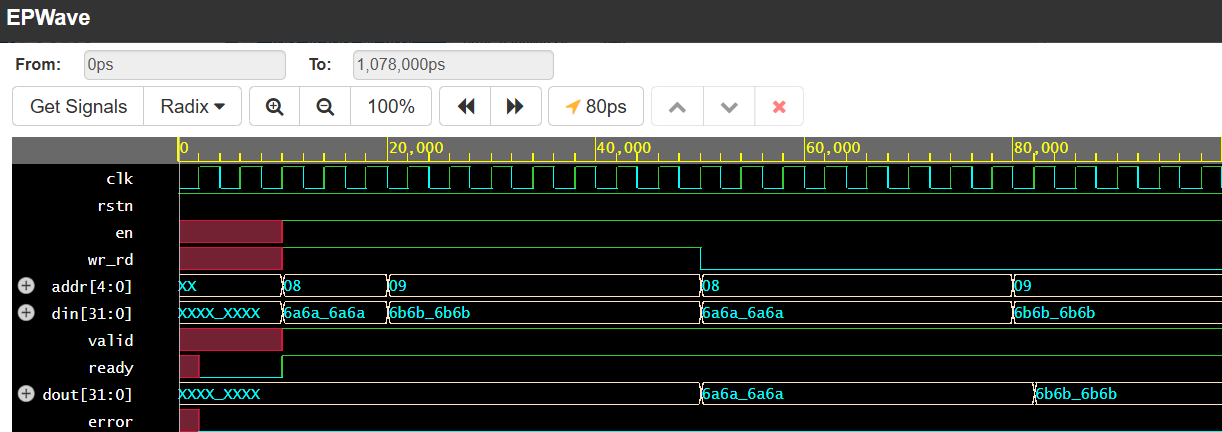 EPWave
From: 0ps To: 1,078,000ps
Get Signals Radix 100% 80ps
0 20,000 40,000 60,000 80,000
clk
rstn
en
wr_rd
addr[4:0] XX 08 09 08 09
din[31:0] XXXX_XXXX 6a6a_6a6a 6b6b_6b6b 6a6a_6a6a 6b6b_6b6b
valid
ready
dout[31:0] XXXX_XXXX 6a6a_6a6a 6b6b_6b6b
error